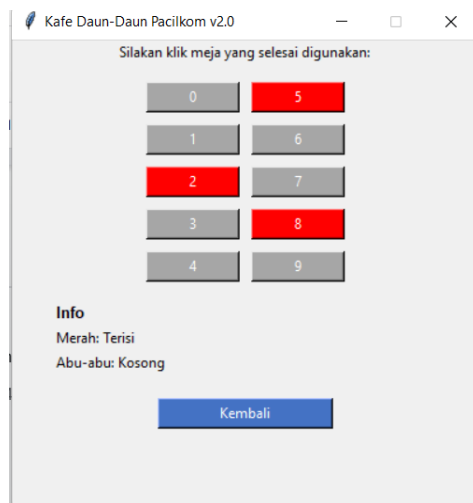 Kafe Daun-Daun Pacilkom v2.0
Silakan klik meja yang selesai digunakan:
0 5
1 6
2 7
3 8
4 9
Info
Merah: Terisi
Abu-abu: Kosong
Kembali